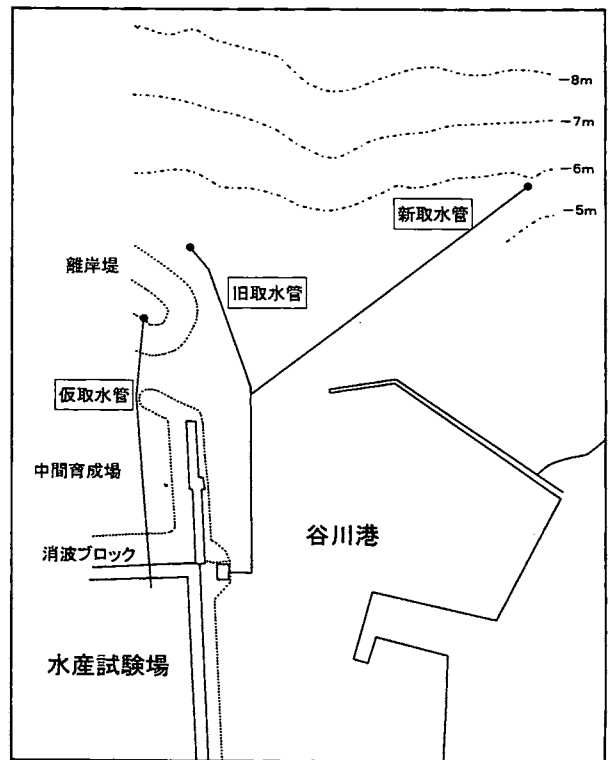 -8m
-7m
-6m
新取水管
-5m
離岸堤
旧取水管
仮取水管
中間育成場
谷川港
消波ブロック
水産試験場